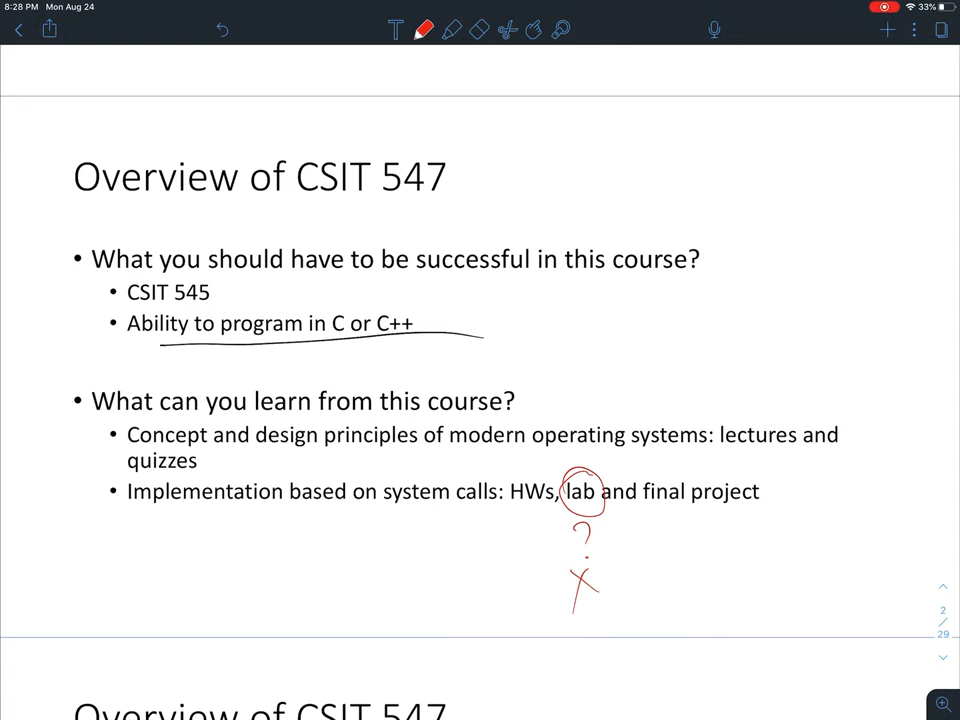 8:28 PM Mon Aug 24
33%
T
Overview of CSIT 547
• What you should have to be successful in this course?
• CSIT 545
• Ability to program in C or C++
• What can you learn from this course?
• Concept and design principles of modern operating systems: lectures and
quizzes
• Implementation based on system calls: HWs, lab and final project
?
X
2
/
29
Overview of CSIT 547